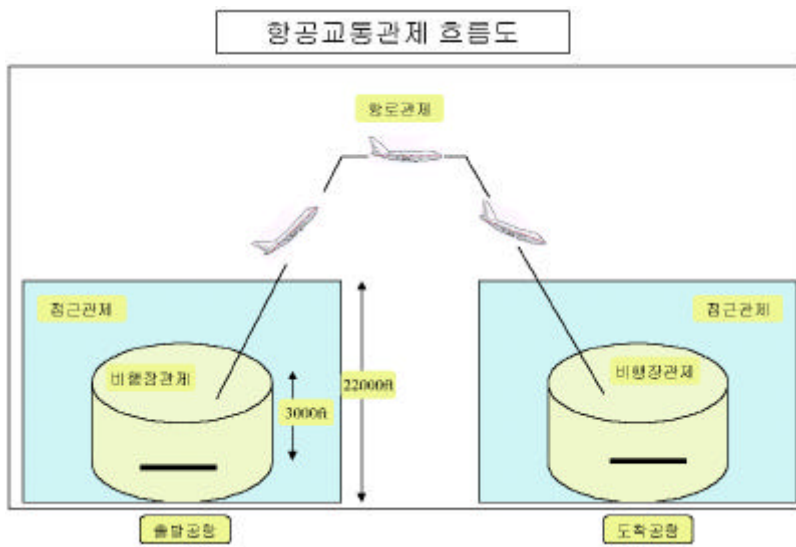 항공교통관제 흐름도
항로관제
접근관제
접근관제
비행장관제
비행장관제
22000ft
3000ft
출발공항
도착공항